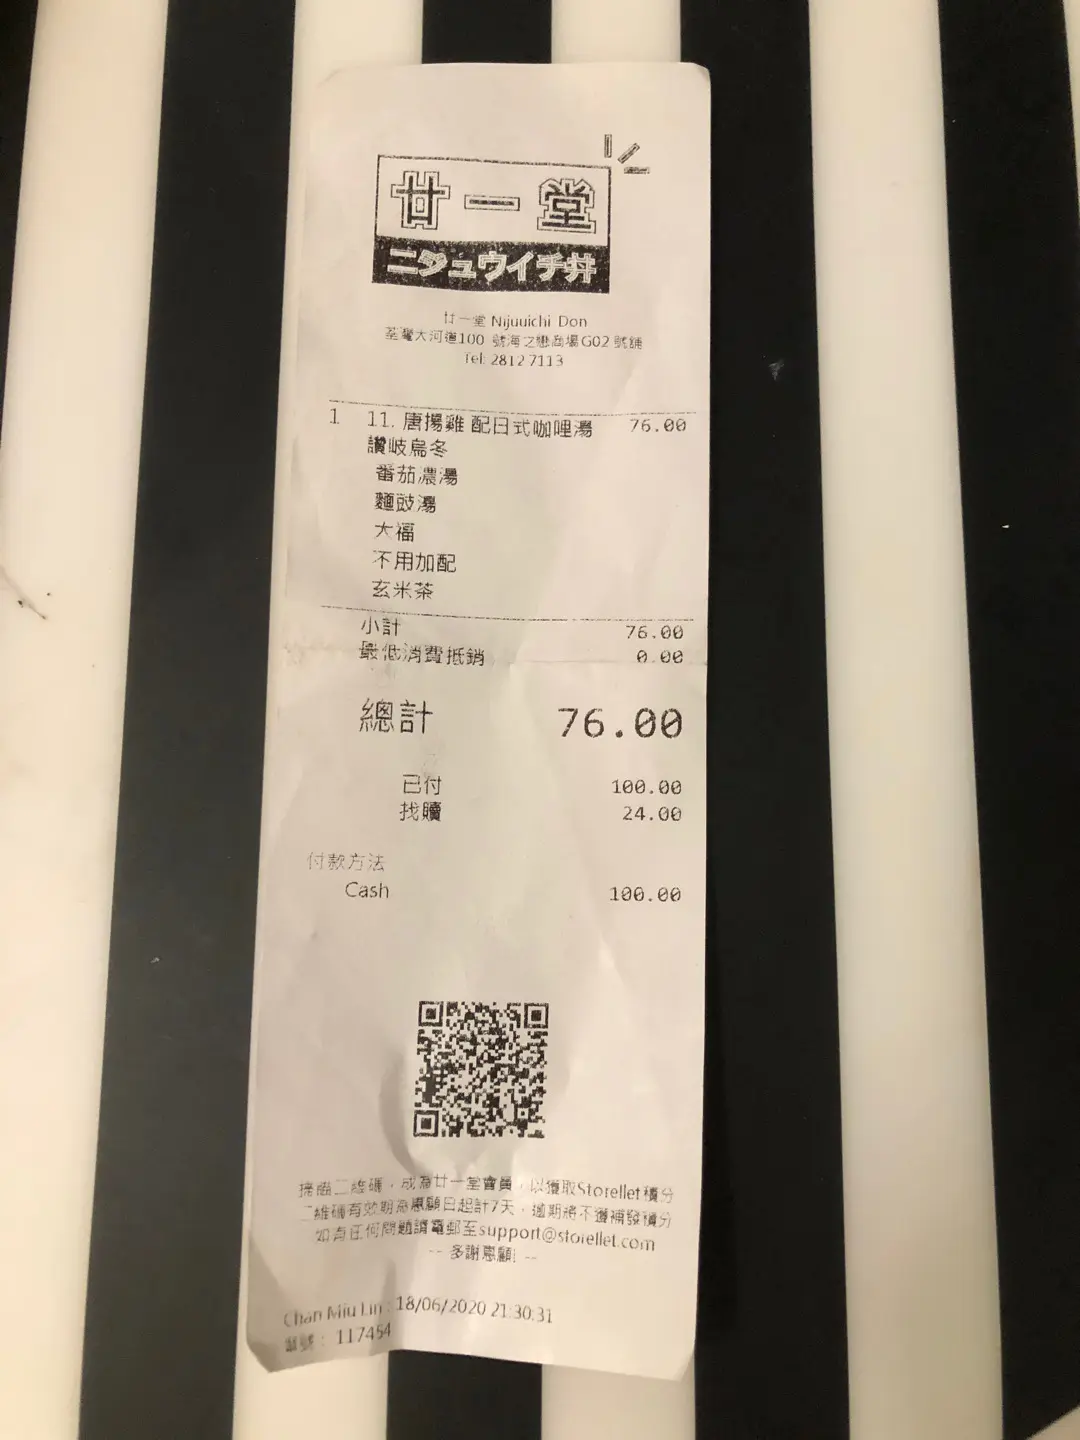 廿一堂
ニジュウイチ丼
廿一堂 Nijuuichi Don
荃灣大河道100 號海之戀商場G02 號舖
Tel: 2812 7113
1 11. 唐揚雞 配日式咖哩湯 76.00
讚岐烏冬
番茄濃湯
麵豉湯
大福
不用加配
玄米茶
小計 76.00
最低消費抵銷 0.00
總計 76.00
已付 100.00
找贖 24.00
付款方法
Cash 100.00
掃瞄二維碼，成為廿一堂會員，以獲取Storellet積分
二維碼有效期為惠顧日起計7天，逾期將不獲補發積分
如有任何問題請電郵至support@storellet.com
-- 多謝惠顧! --
Chan Miu Lin : 18/06/2020 21:30:31
單號： 117454